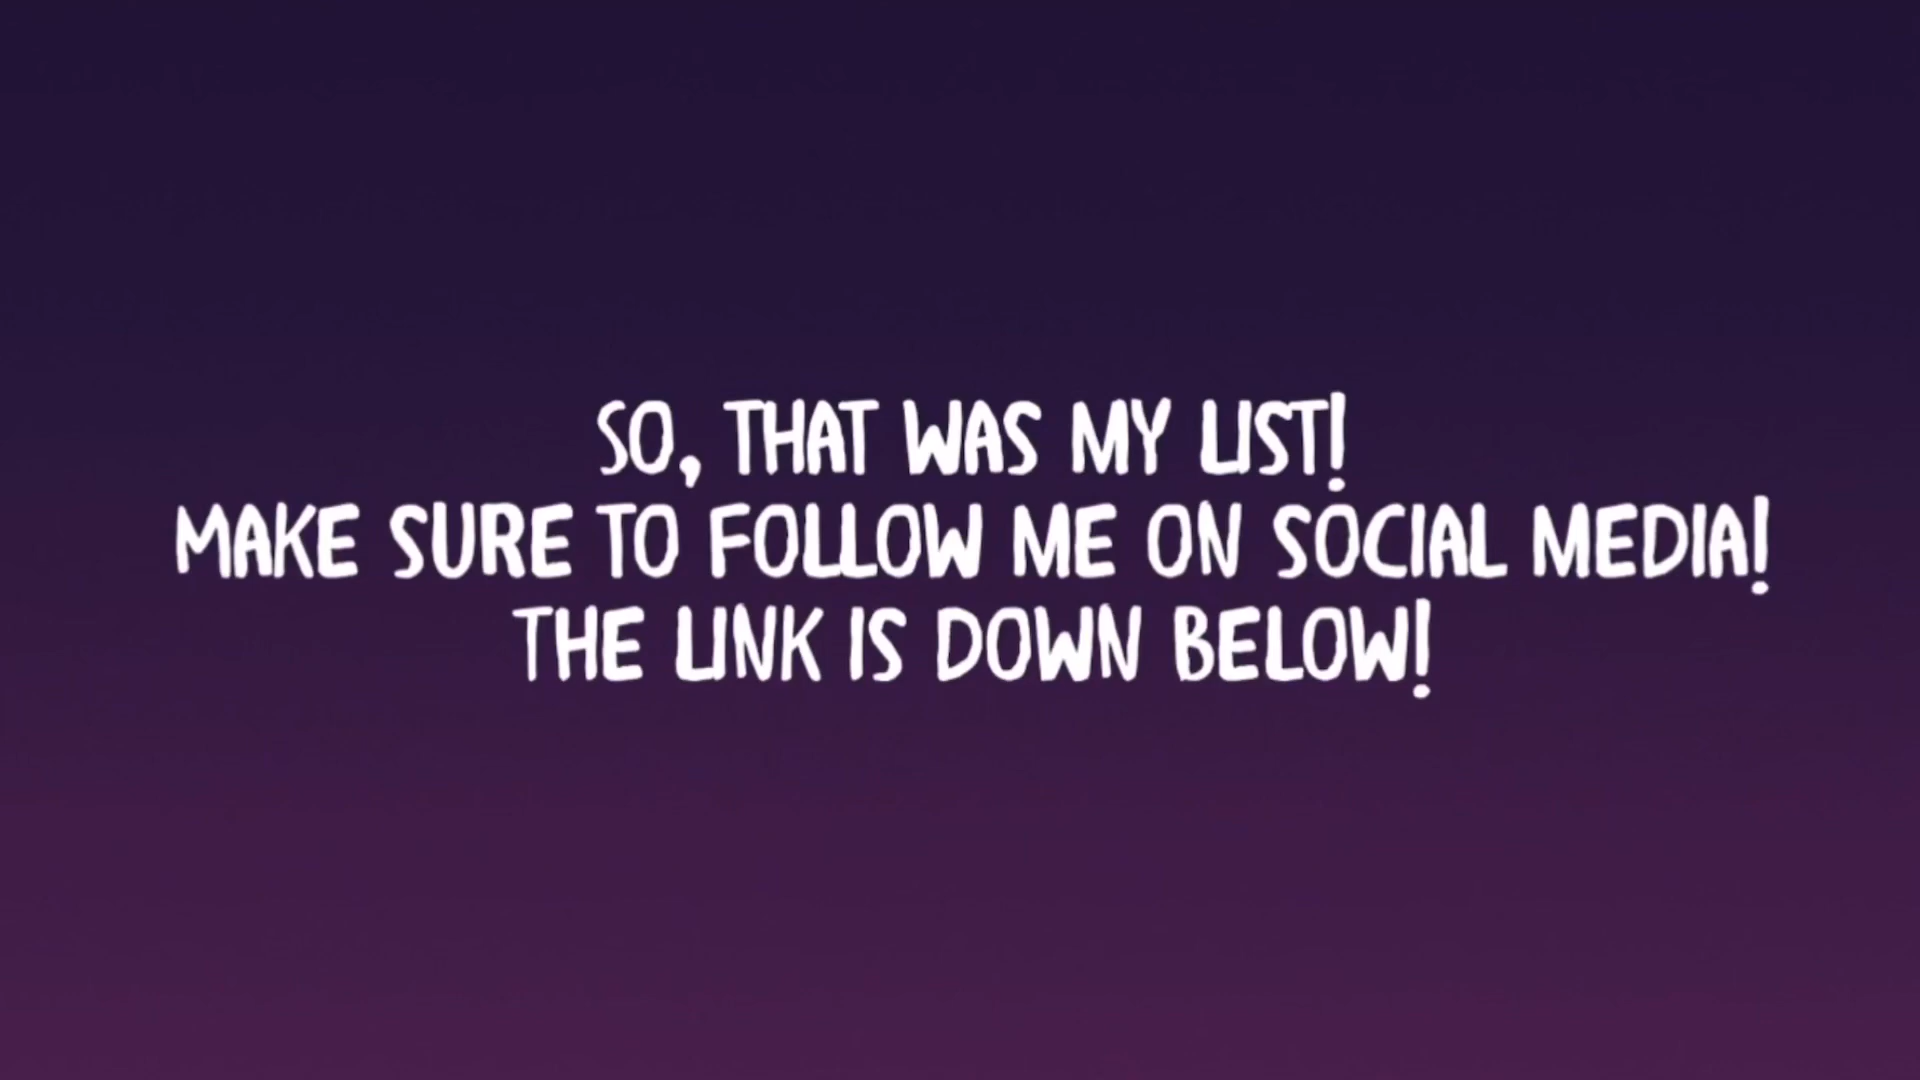 SO, THAT WAS MY LIST!
MAKE SURE TO FOLLOW ME ON SOCIAL MEDIA!
THE LINK IS DOWN BELOW!